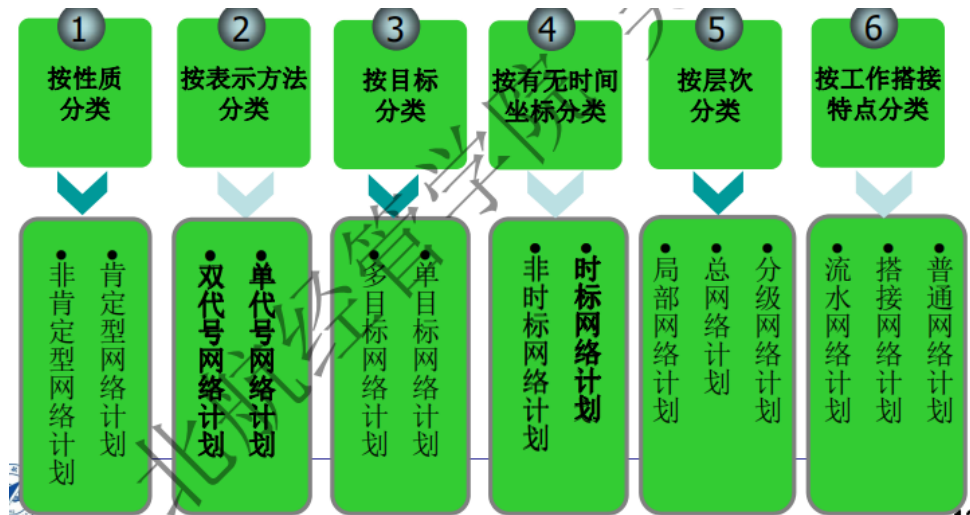 1
按性质
分类
2
按表示方法
分类
3
按目标
分类
4
按有无时间
坐标分类
5
按层次
分类
6
按工作搭接
特点分类
•肯定型网络计划
•非肯定型网络计划
•单代号网络计划
•双代号网络计划
•单目标网络计划
•多目标网络计划
•时标网络计划
•非时标网络计划
•分级网络计划
•总网络计划
•局部网络计划
•普通网络计划
•搭接网络计划
•流水网络计划
北航经管学院